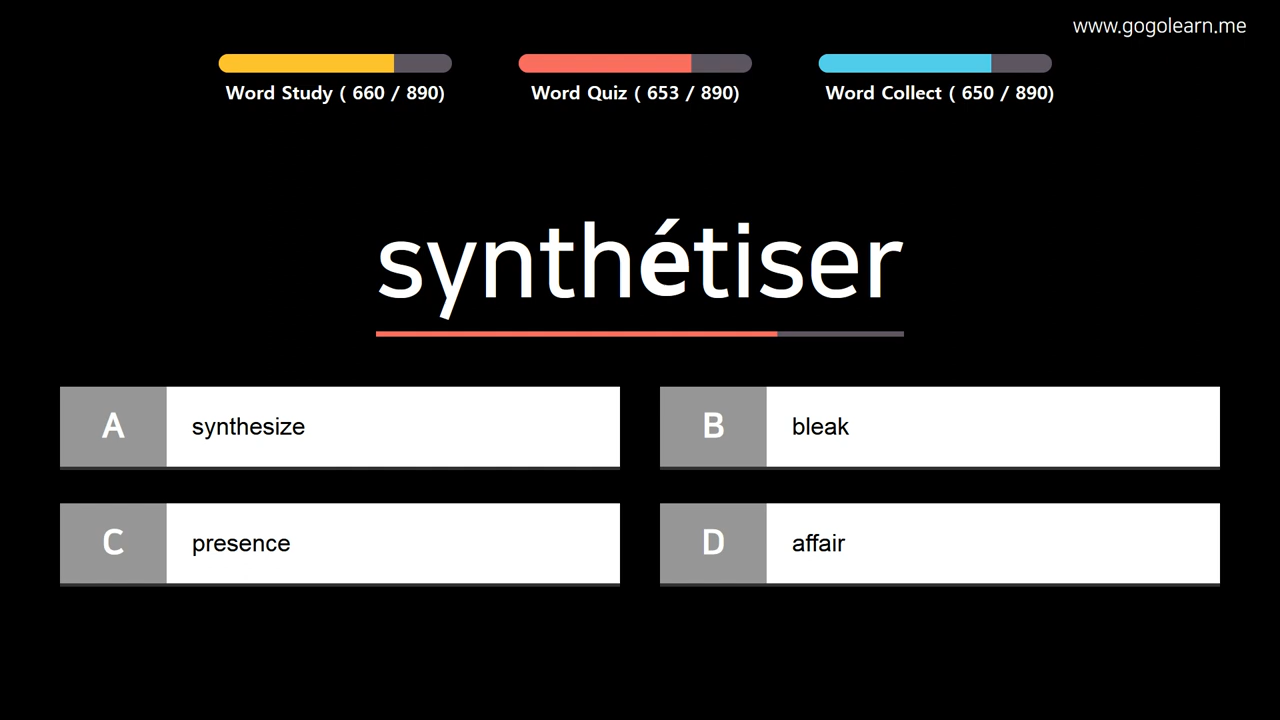 www.gogolearn.me
Word Study ( 660 / 890)
Word Quiz ( 653 / 890)
Word Collect ( 650 / 890)
synthétiser
A synthesize
B bleak
C presence
D affair